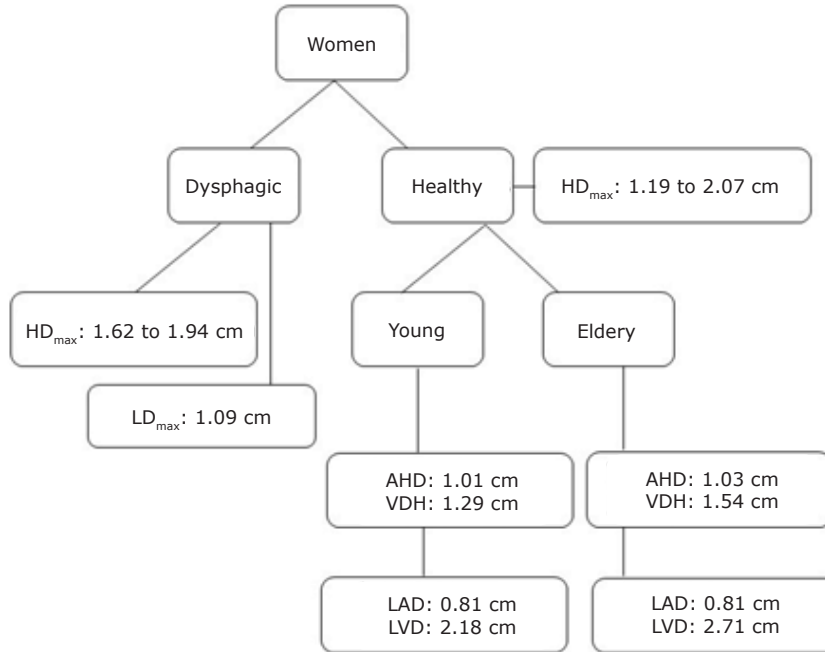 Women
Dysphagic
Healthy
HDmax: 1.19 to 2.07 cm
HDmax: 1.62 to 1.94 cm
Young
Eldery
LDmax: 1.09 cm
AHD: 1.01 cm
VDH: 1.29 cm
AHD: 1.03 cm
VDH: 1.54 cm
LAD: 0.81 cm
LVD: 2.18 cm
LAD: 0.81 cm
LVD: 2.71 cm